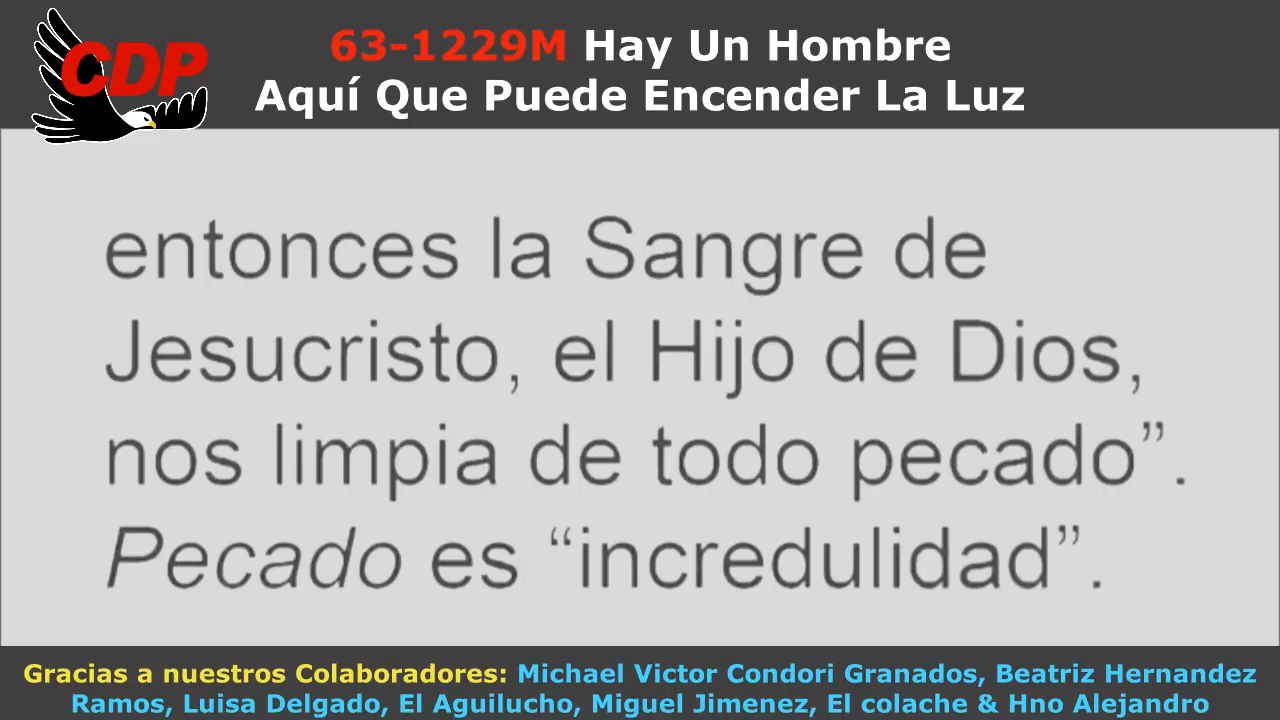 CDP
63-1229M Hay Un Hombre
Aquí Que Puede Encender La Luz
entonces la Sangre de
Jesucristo, el Hijo de Dios,
nos limpia de todo pecado”.
Pecado es “incredulidad”.
Gracias a nuestros Colaboradores: Michael Victor Condori Granados, Beatriz Hernandez
Ramos, Luisa Delgado, El Aguilucho, Miguel Jimenez, El colache & Hno Alejandro